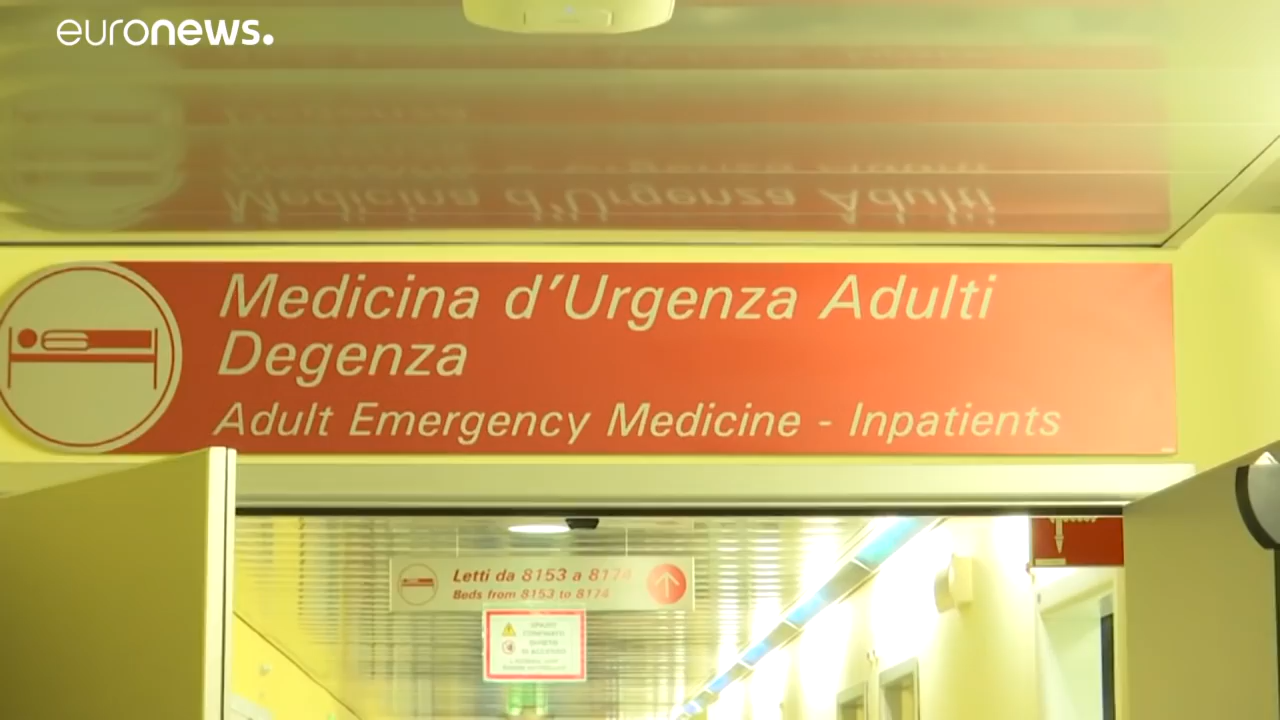 euronews.
Medicina d'Urgenza Adulti
Degenza
Adult Emergency Medicine - Inpatients
Letti da 8153 a 8174
Beds from 8153 to 8174